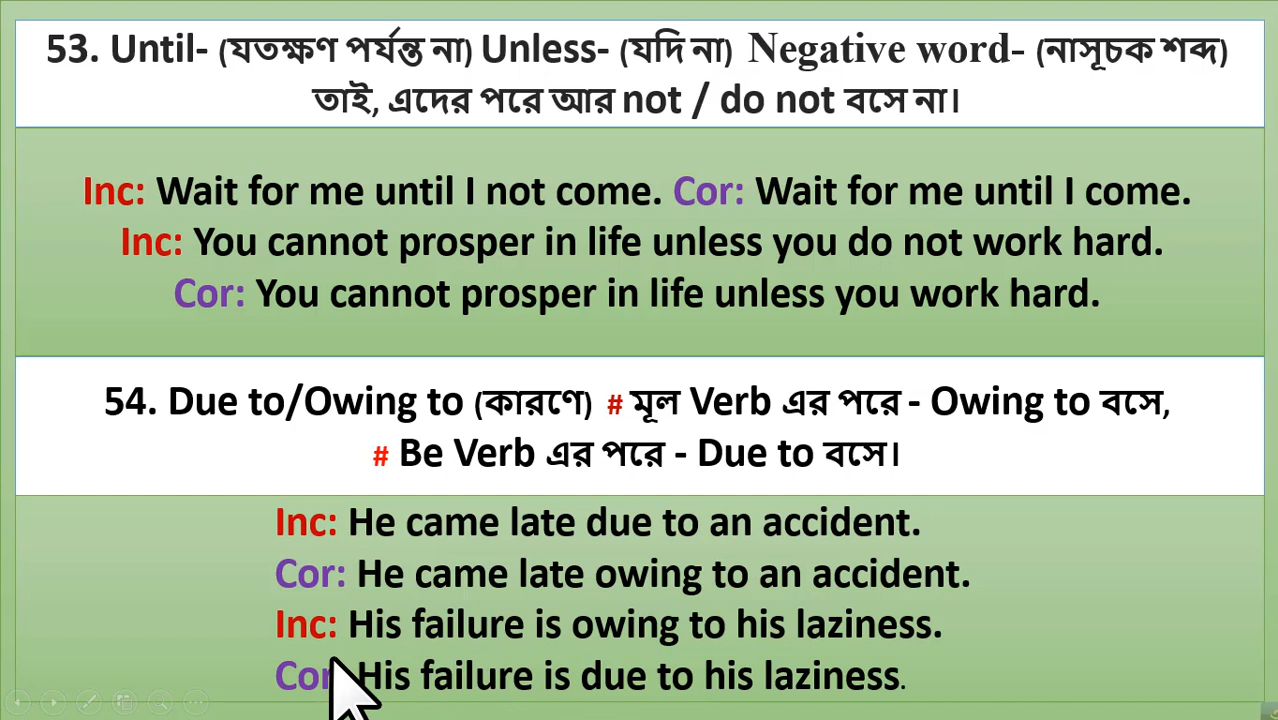 53. Until- (যতক্ষণ পর্যন্ত না) Unless- (যদি না) Negative word- (নাসূচক শব্দ)
তাই, এদের পরে আর not / do not বসে না।
Inc: Wait for me until I not come. Cor: Wait for me until I come.
Inc: You cannot prosper in life unless you do not work hard.
Cor: You cannot prosper in life unless you work hard.
54. Due to/Owing to (কারণে) # মূল Verb এর পরে - Owing to বসে,
# Be Verb এর পরে - Due to বসে।
Inc: He came late due to an accident.
Cor: He came late owing to an accident.
Inc: His failure is owing to his laziness.
Cor His failure is due to his laziness.